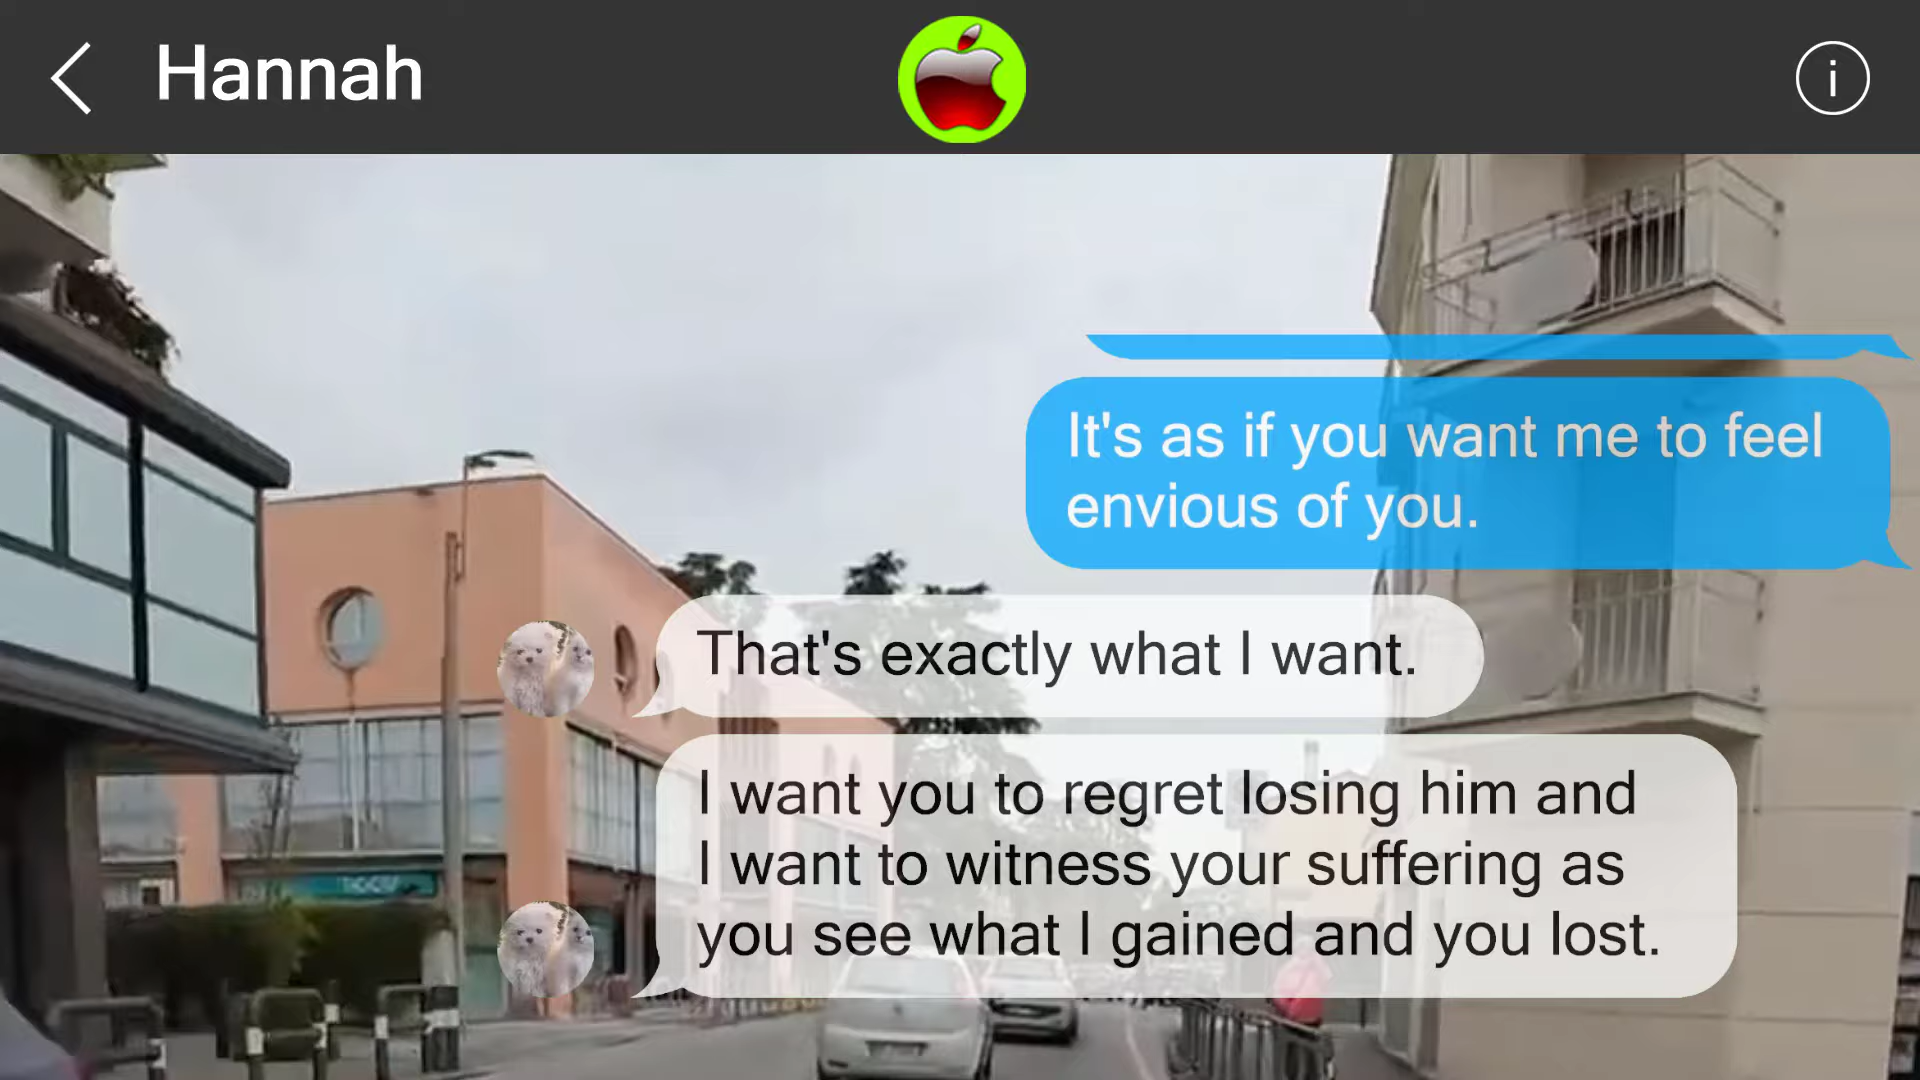 Hannah
i
It's as if you want me to feel
envious of you.
That's exactly what I want.
I want you to regret losing him and
I want to witness your suffering as
you see what I gained and you lost.